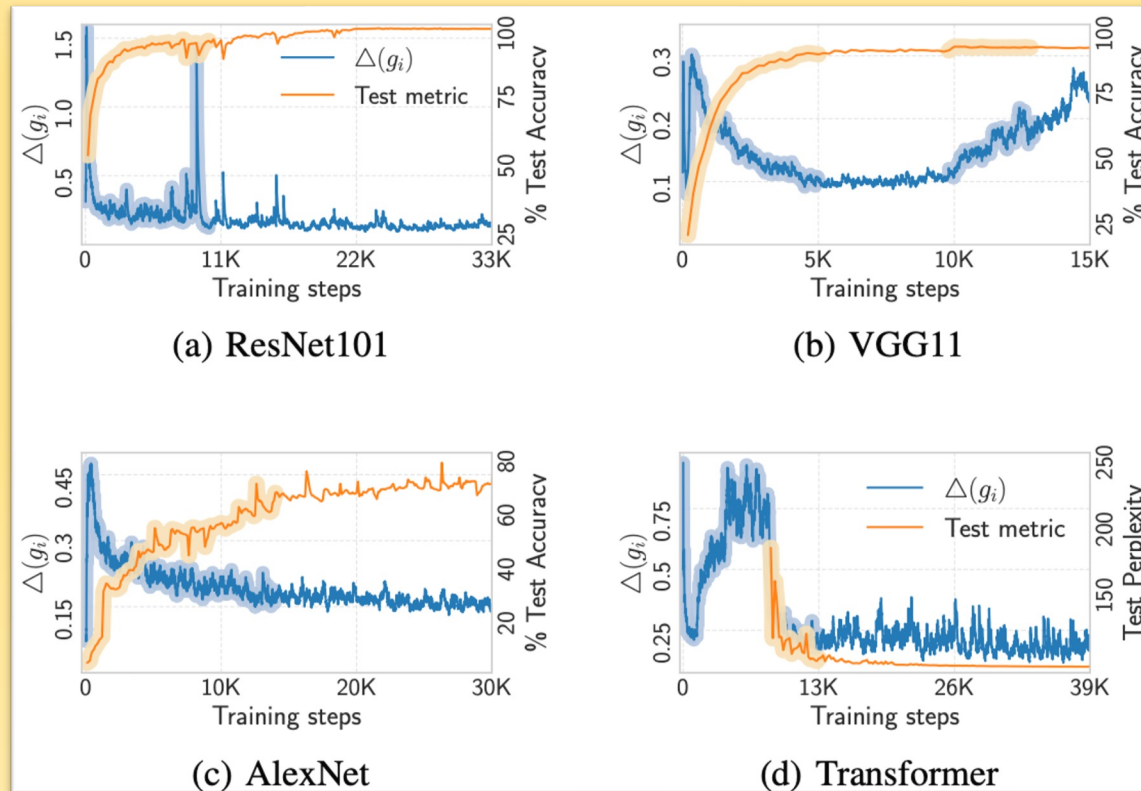 1.5
1.0
0.5
△(g_i)
100
75
50
25
% Test Accuracy
△(g_i)
Test metric
0 11K 22K 33K
Training steps
(a) ResNet101
0.3
0.2
0.1
△(g_i)
100
75
50
25
% Test Accuracy
0 5K 10K 15K
Training steps
(b) VGG11
0.45
0.3
0.15
△(g_i)
80
60
40
20
% Test Accuracy
0 10K 20K 30K
Training steps
(c) AlexNet
0.75
0.5
0.25
△(g_i)
250
200
150
110
Test Perplexity
△(g_i)
Test metric
0 13K 26K 39K
Training steps
(d) Transformer